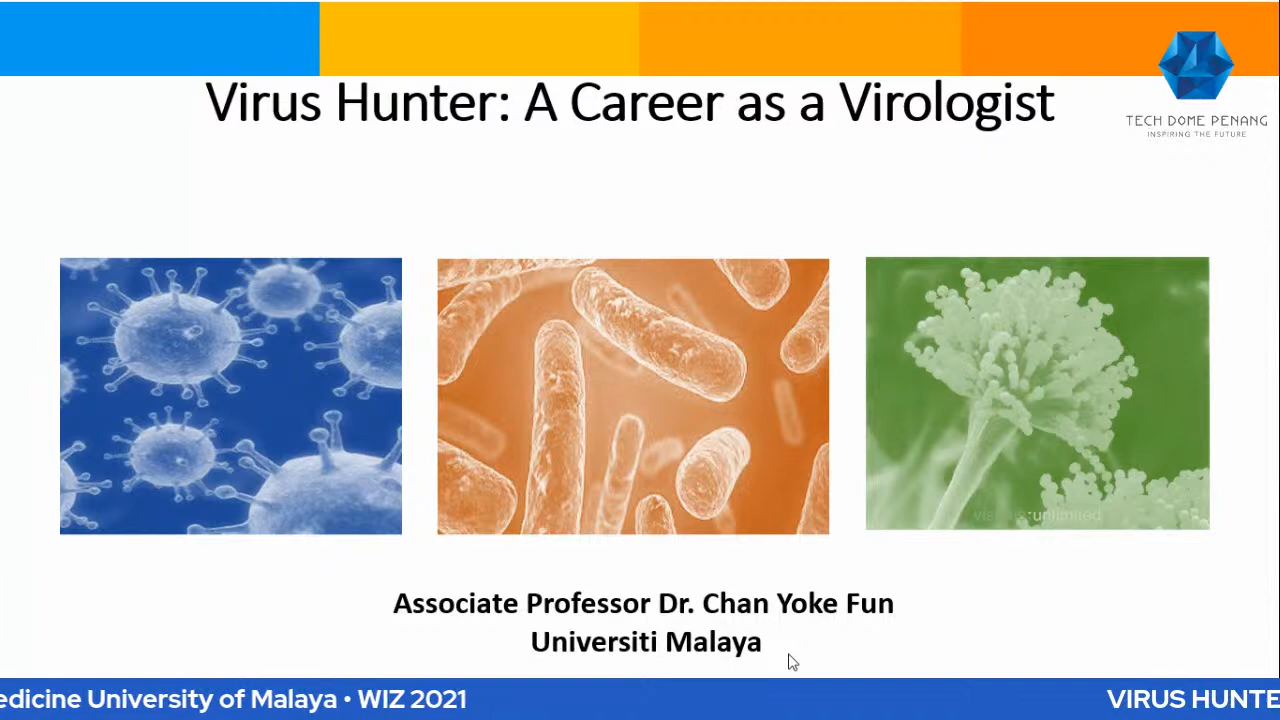 Virus Hunter: A Career as a Virologist
TECH DOME PENANG
INSPIRING THE FUTURE
Associate Professor Dr. Chan Yoke Fun
Universiti Malaya
edicine University of Malaya • WIZ 2021
VIRUS HUNTE